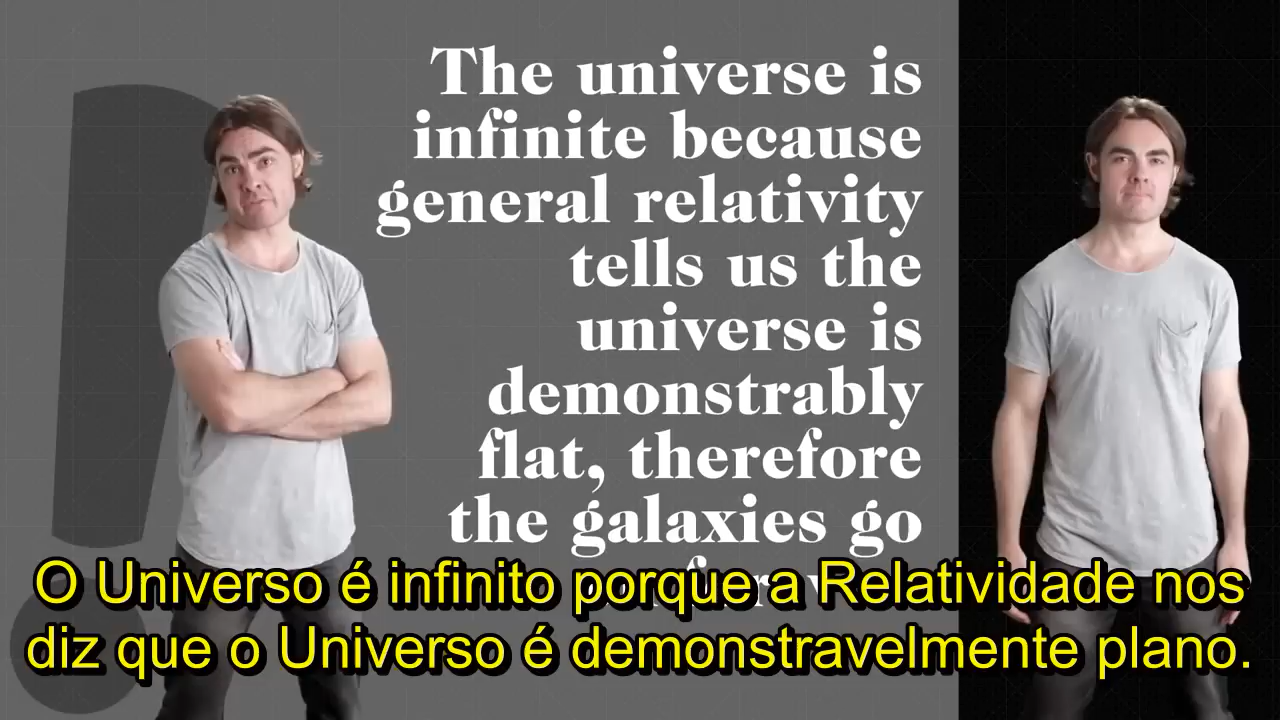 The universe is
infinite because
general relativity
tells us the
universe is
demonstrably
flat, therefore
the galaxies go
O Universo é infinito porque a Relatividade nos
diz que o Universo é demonstravelmente plano.